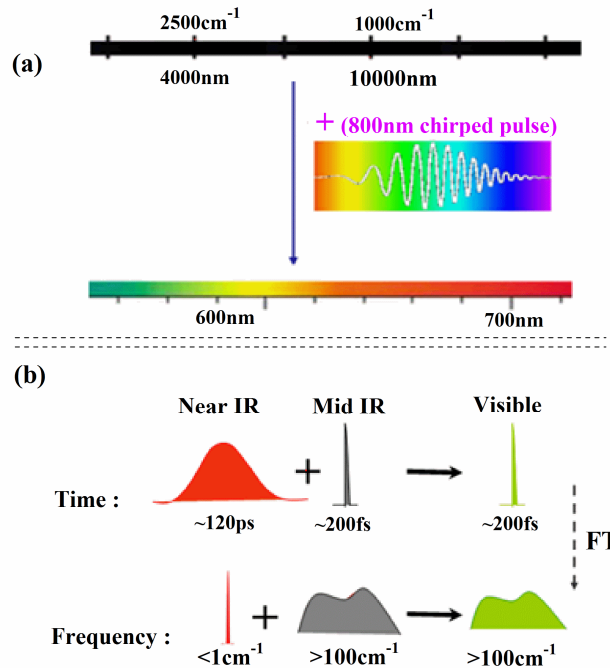 2500cm⁻¹ 1000cm⁻¹
(a)
4000nm 10000nm
+ (800nm chirped pulse)
600nm 700nm
(b)
Near IR Mid IR Visible
+
Time :
~120ps ~200fs ~200fs
FT
+
Frequency :
<1cm⁻¹ >100cm⁻¹ >100cm⁻¹